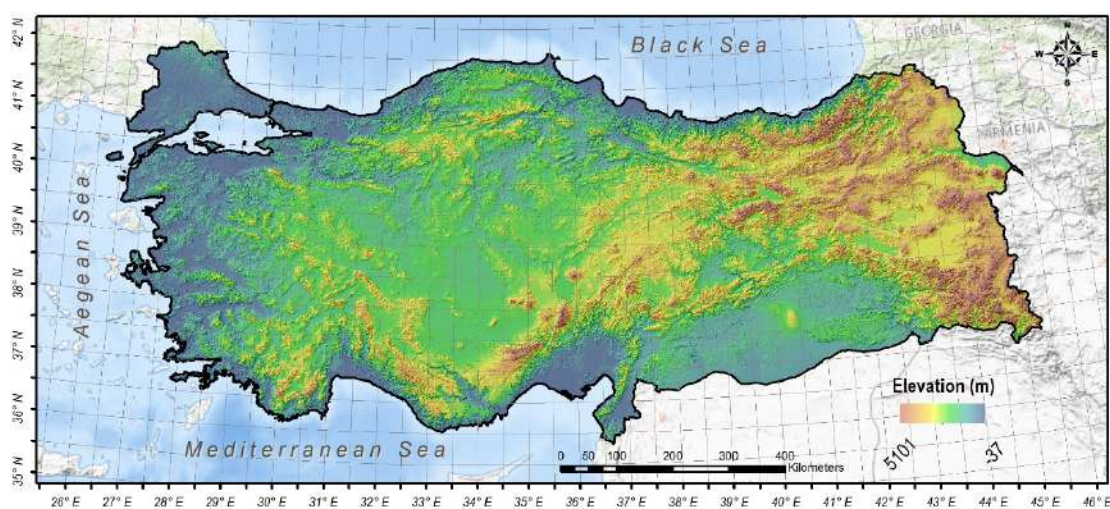 Black Sea
GEORGIA
ARMENIA
N
W
E
S
Aegean Sea
Mediterranean Sea
Elevation (m)
5101
-37
0 50 100 200 300 400
Kilometers
42° N
41° N
40° N
39° N
38° N
37° N
36° N
35° N
26° E 27° E 28° E 29° E 30° E 31° E 32° E 33° E 34° E 35° E 36° E 37° E 38° E 39° E 40° E 41° E 42° E 43° E 44° E 45° E 46° E